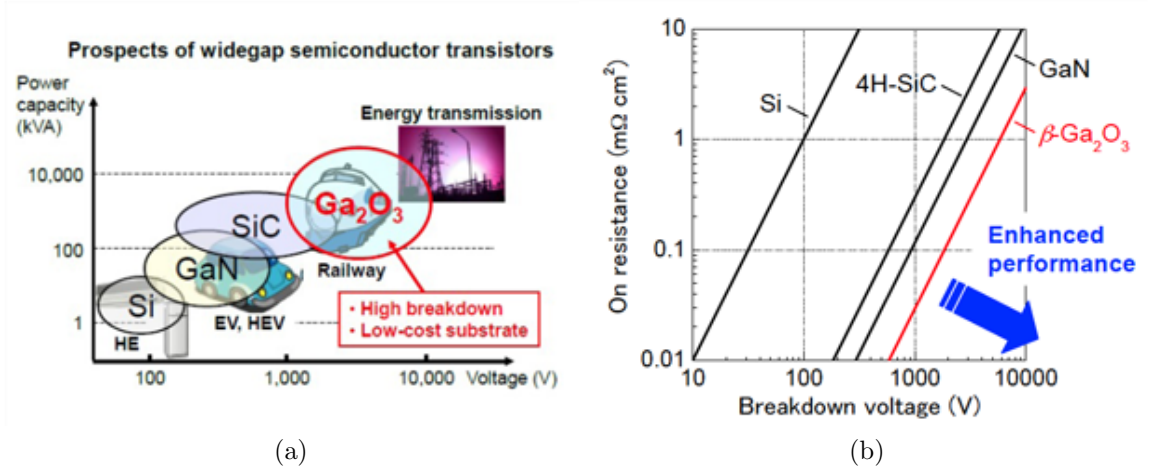 Prospects of widegap semiconductor transistors
Power
capacity
(kVA)
Energy transmission
10,000
100
1
Ga₂O₃
SiC
GaN
Si
Railway
EV, HEV
HE
• High breakdown
• Low-cost substrate
100
1,000
10,000
Voltage (V)
(a)
On resistance (mΩ cm²)
10
1
0.1
0.01
Si
4H-SiC
GaN
β-Ga₂O₃
Enhanced
performance
10
100
1000
10000
Breakdown voltage (V)
(b)